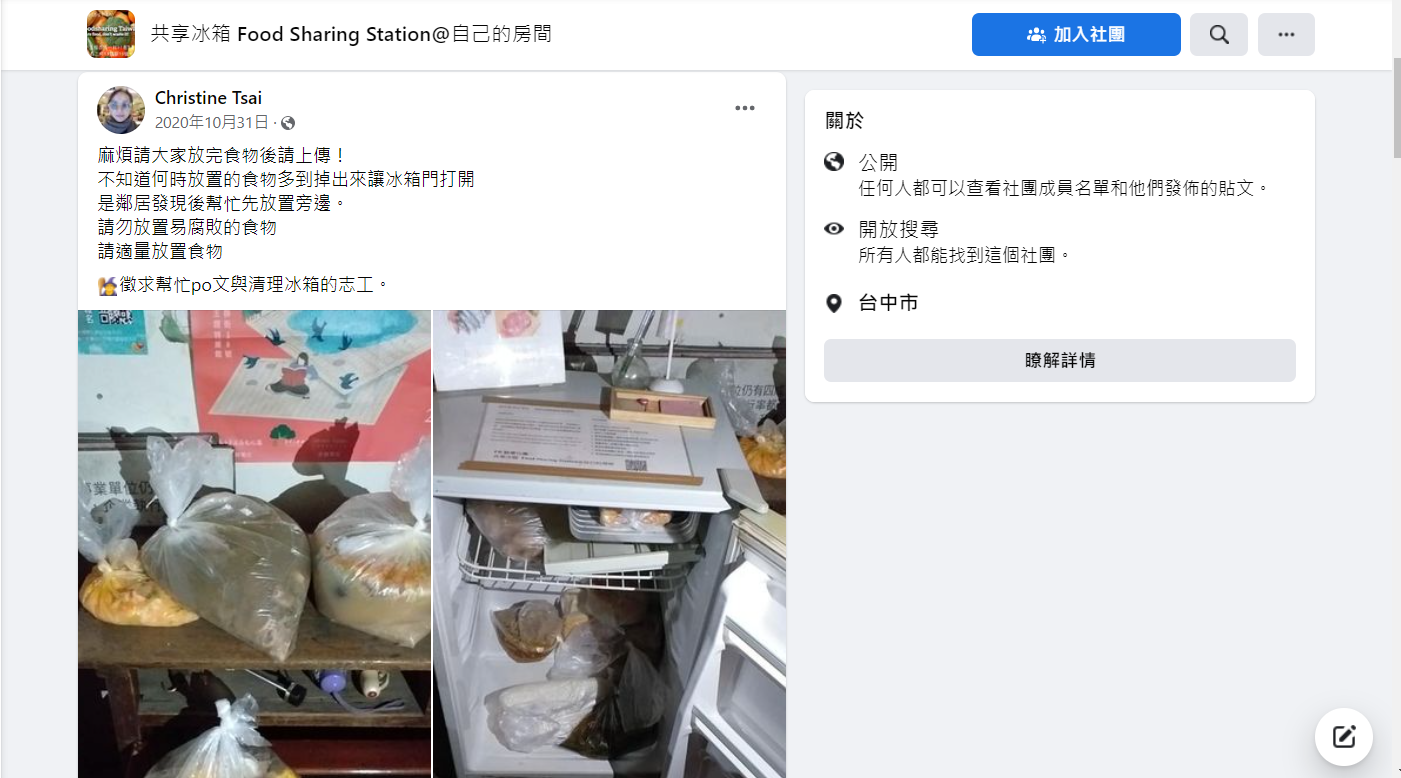 共享冰箱 Food Sharing Station@自己的房間
加入社團
Christine Tsai
2020年10月31日 ·
麻煩請大家放完食物後請上傳！
不知道何時放置的食物多到掉出來讓冰箱門打開
是鄰居發現後幫忙先放置旁邊。
請勿放置易腐敗的食物
請適量放置食物
徵求幫忙po文與清理冰箱的志工。
業單位仍
位仍有四
關於
公開
任何人都可以查看社團成員名單和他們發佈的貼文。
開放搜尋
所有人都能找到這個社團。
台中市
瞭解詳情